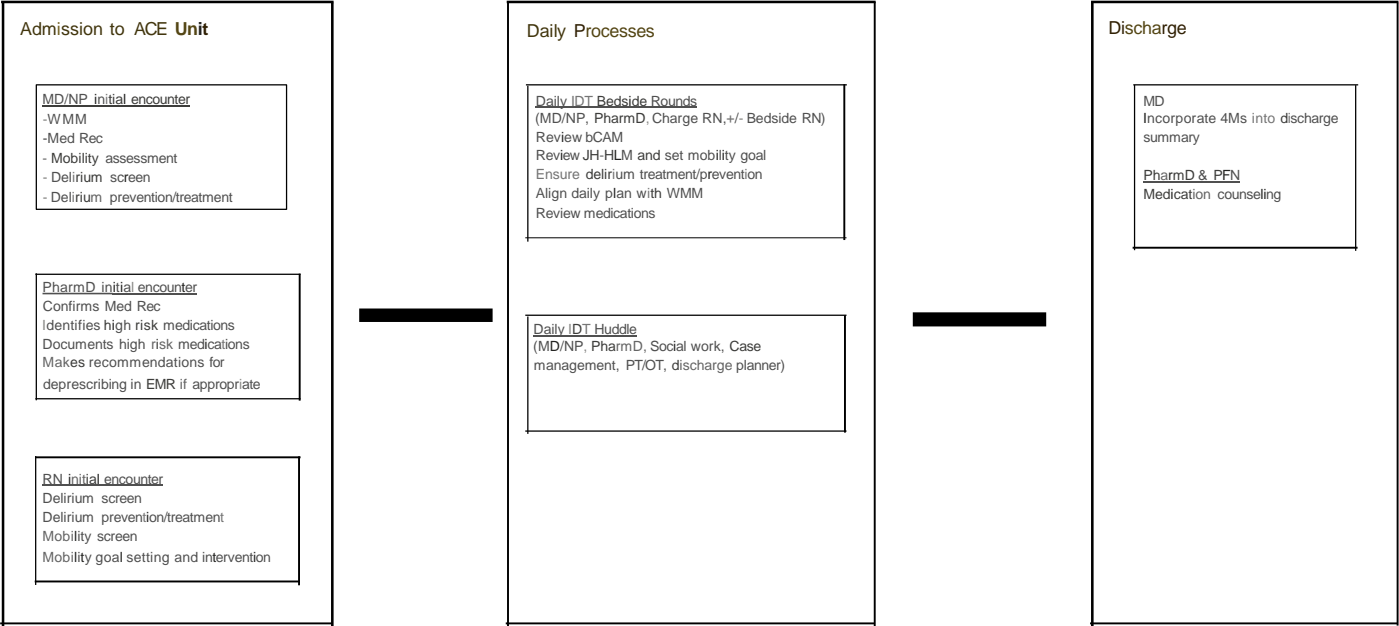 Admission to ACE Unit
MD/NP initial encounter
-WMM
-Med Rec
- Mobility assessment
- Delirium screen
- Delirium prevention/treatment
PharmD initial encounter
Confirms Med Rec
Identifies high risk medications
Documents high risk medications
Makes recommendations for
deprescribing in EMR if appropriate
RN initial encounter
Delirium screen
Delirium prevention/treatment
Mobility screen
Mobility goal setting and intervention
Daily Processes
Daily IDT Bedside Rounds
(MD/NP, PharmD, Charge RN,+/- Bedside RN)
Review bCAM
Review JH-HLM and set mobility goal
Ensure delirium treatment/prevention
Align daily plan with WMM
Review medications
Daily IDT Huddle
(MD/NP, PharmD, Social work, Case
management, PT/OT, discharge planner)
Discharge
MD
Incorporate 4Ms into discharge
summary
PharmD & PFN
Medication counseling